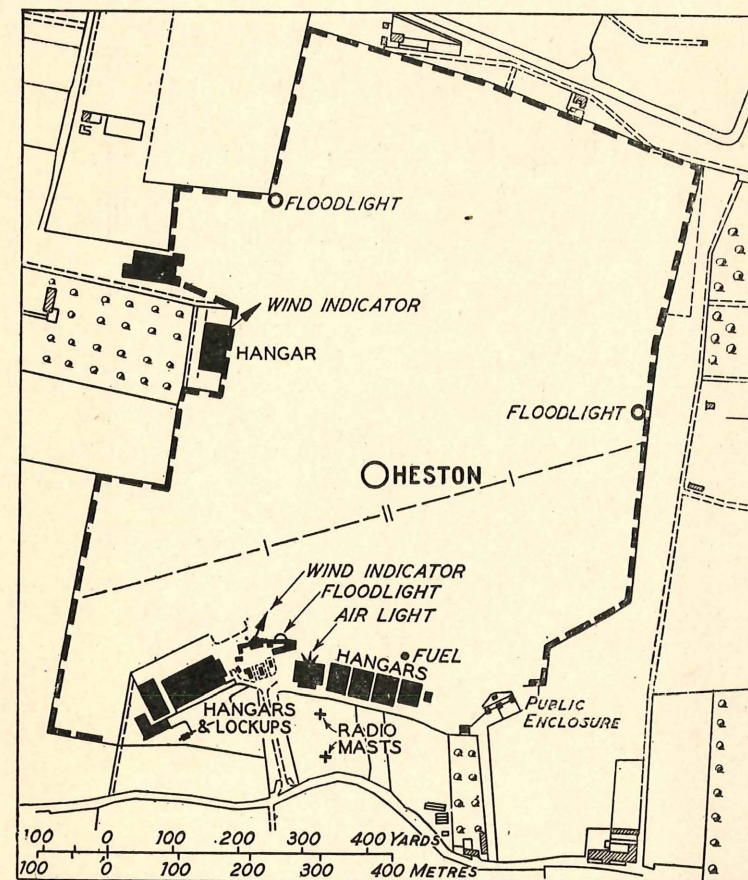 FLOODLIGHT
WIND INDICATOR
HANGAR
FLOODLIGHT
HESTON
WIND INDICATOR
FLOODLIGHT
AIR LIGHT
HANGARS
FUEL
HANGARS
& LOCKUPS
RADIO
MASTS
PUBLIC
ENCLOSURE
100 0 100 200 300 400 YARDS
100 0 100 200 300 400 METRES